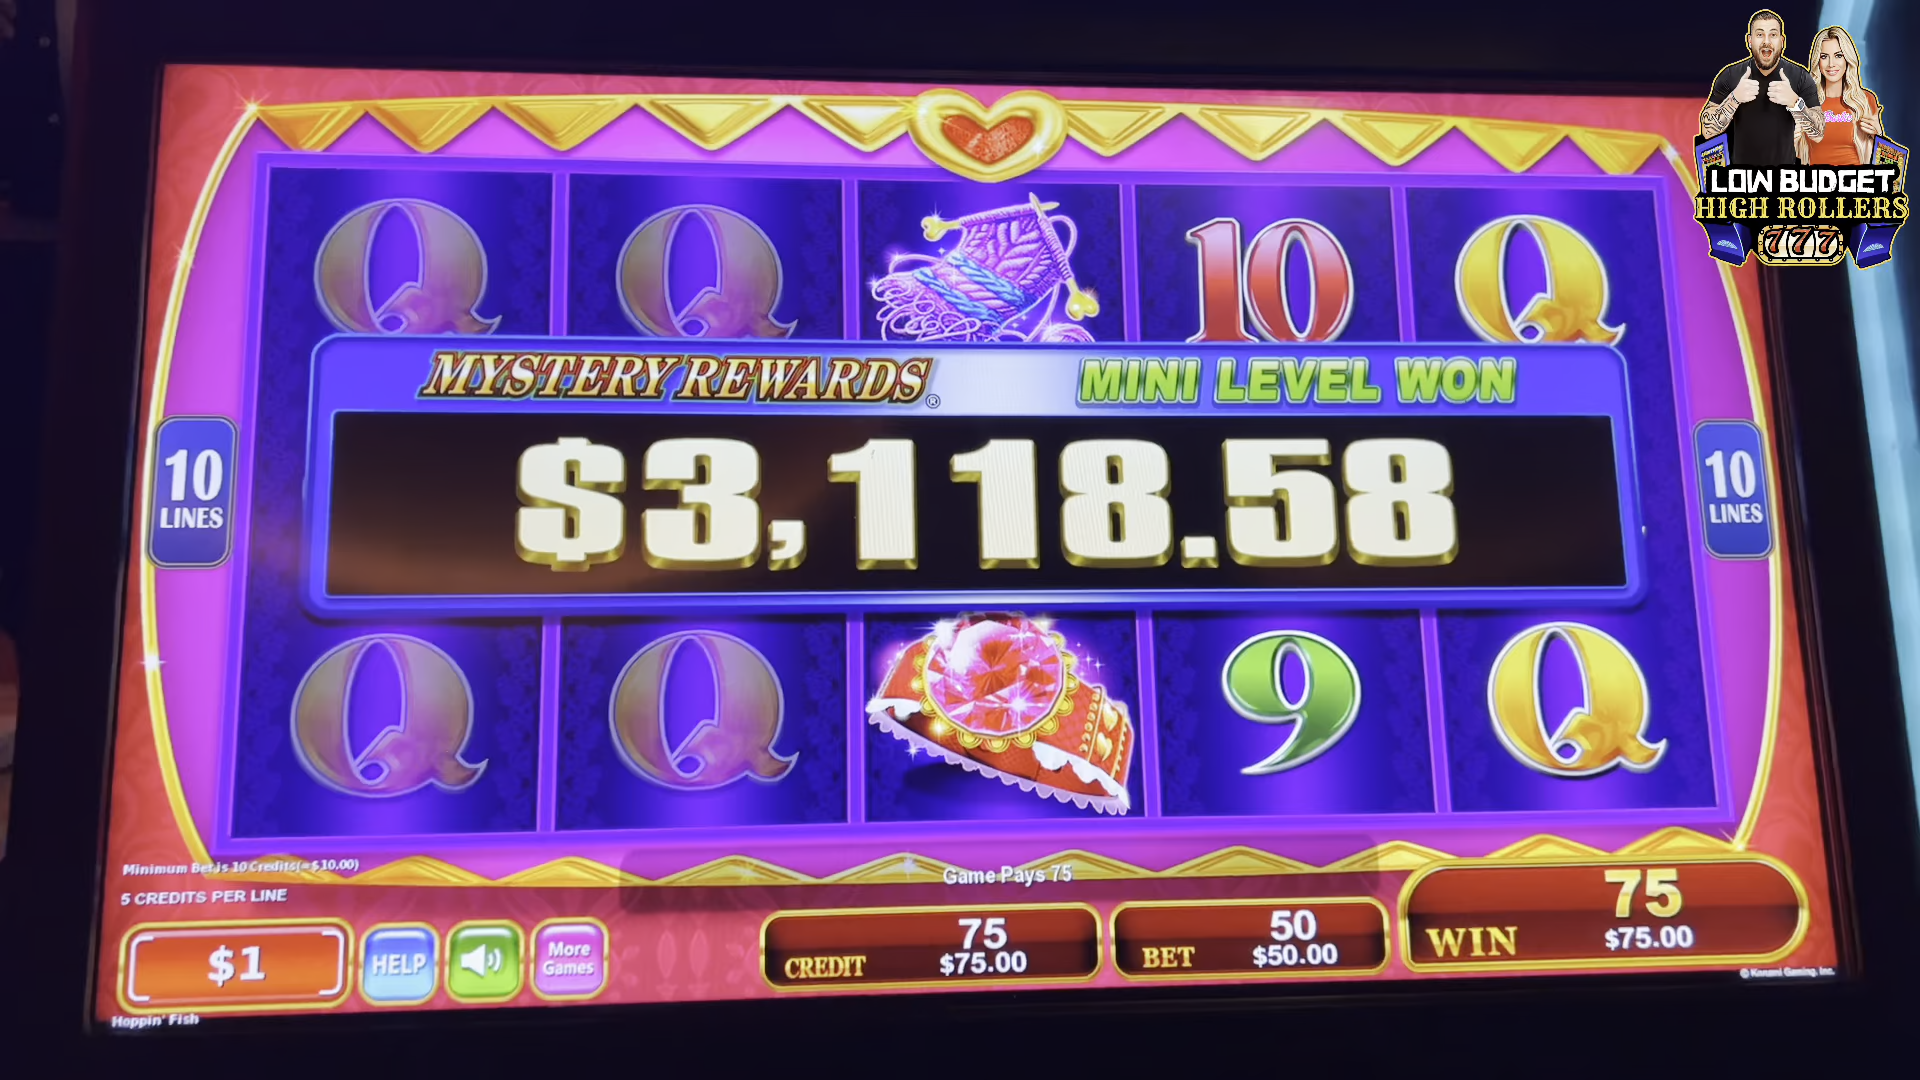 LOW BUDGET
HIGH ROLLERS
777
Barbie
Q Q 10 Q
MYSTERY REWARDS® MINI LEVEL WON
$3,118.58
10
LINES
10
LINES
Q Q 9 Q
Minimum Bet is 10 Credits(=$10.00)
5 CREDITS PER LINE
Game Pays 75
$1
HELP
More
Games
CREDIT 75
$75.00
BET 50
$50.00
WIN 75
$75.00
© Konami Gaming, Inc.
Hoppin' Fish